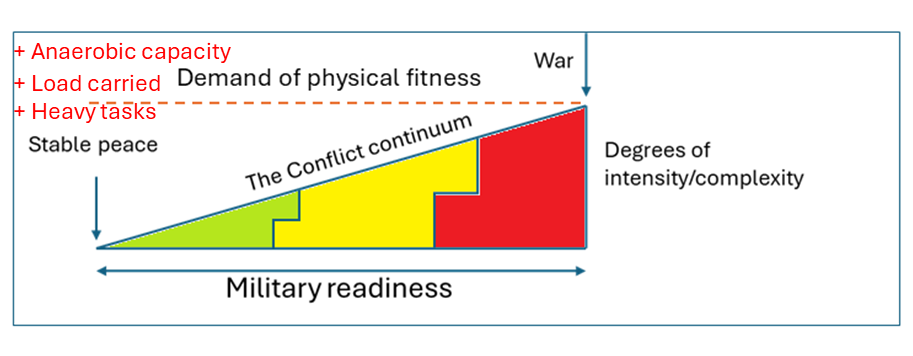 + Anaerobic capacity
+ Load carried
+ Heavy tasks
Demand of physical fitness
War
Stable peace
The Conflict continuum
Degrees of
intensity/complexity
Military readiness